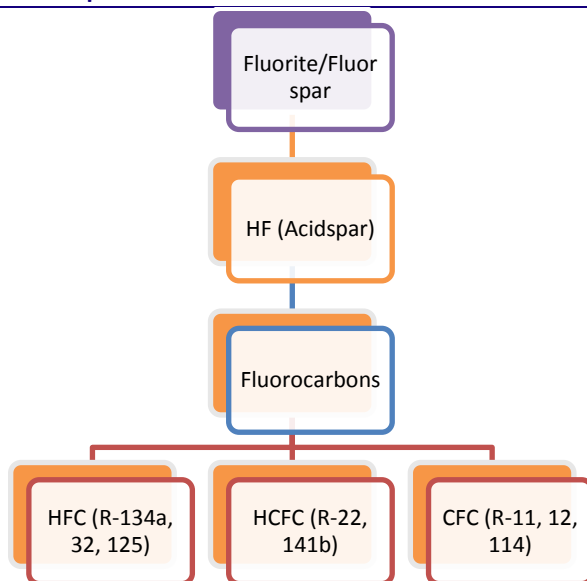 Fluorite/Fluor
spar
HF (Acidspar)
Fluorocarbons
HFC (R-134a,
32, 125)
HCFC (R-22,
141b)
CFC (R-11, 12,
114)